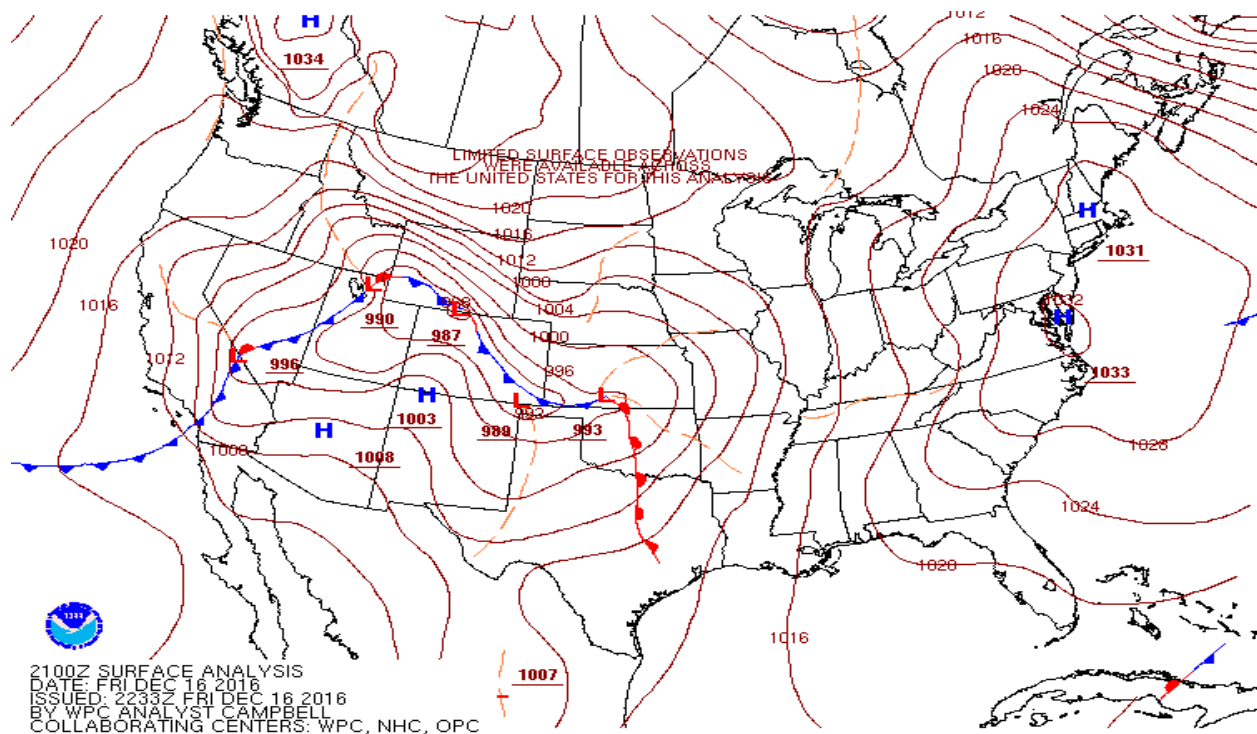 1012
1016
H
1020
1034
1024
LIMITED SURFACE OBSERVATIONS
WERE AVAILABLE ACROSS
THE UNITED STATES FOR THIS ANALYSIS
1020
H
1016
1020
1031
1012
1000
L
1016
1032
L
1004
990
H
987
1000
1012
L
996
996
1033
H
L
L
1003
992
989
993
H
1028
1008
1008
1024
1020
1016
1007
2100Z SURFACE ANALYSIS
DATE: FRI DEC 16 2016
ISSUED: 2233Z FRI DEC 16 2016
BY WPC ANALYST CAMPBELL
COLLABORATING CENTERS: WPC, NHC, OPC